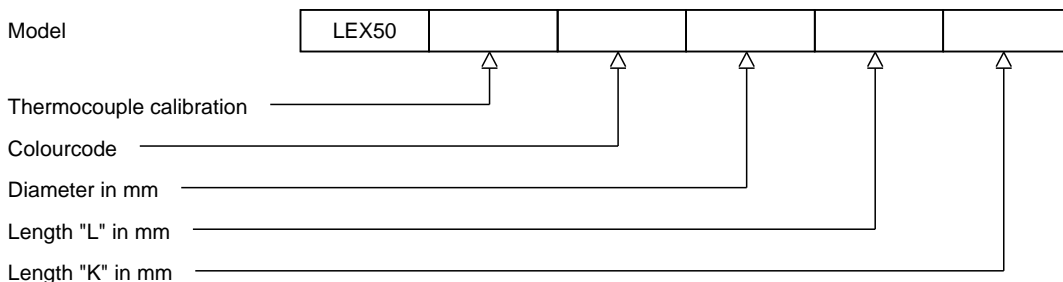 Model LEX50
Thermocouple calibration
Colourcode
Diameter in mm
Length "L" in mm
Length "K" in mm